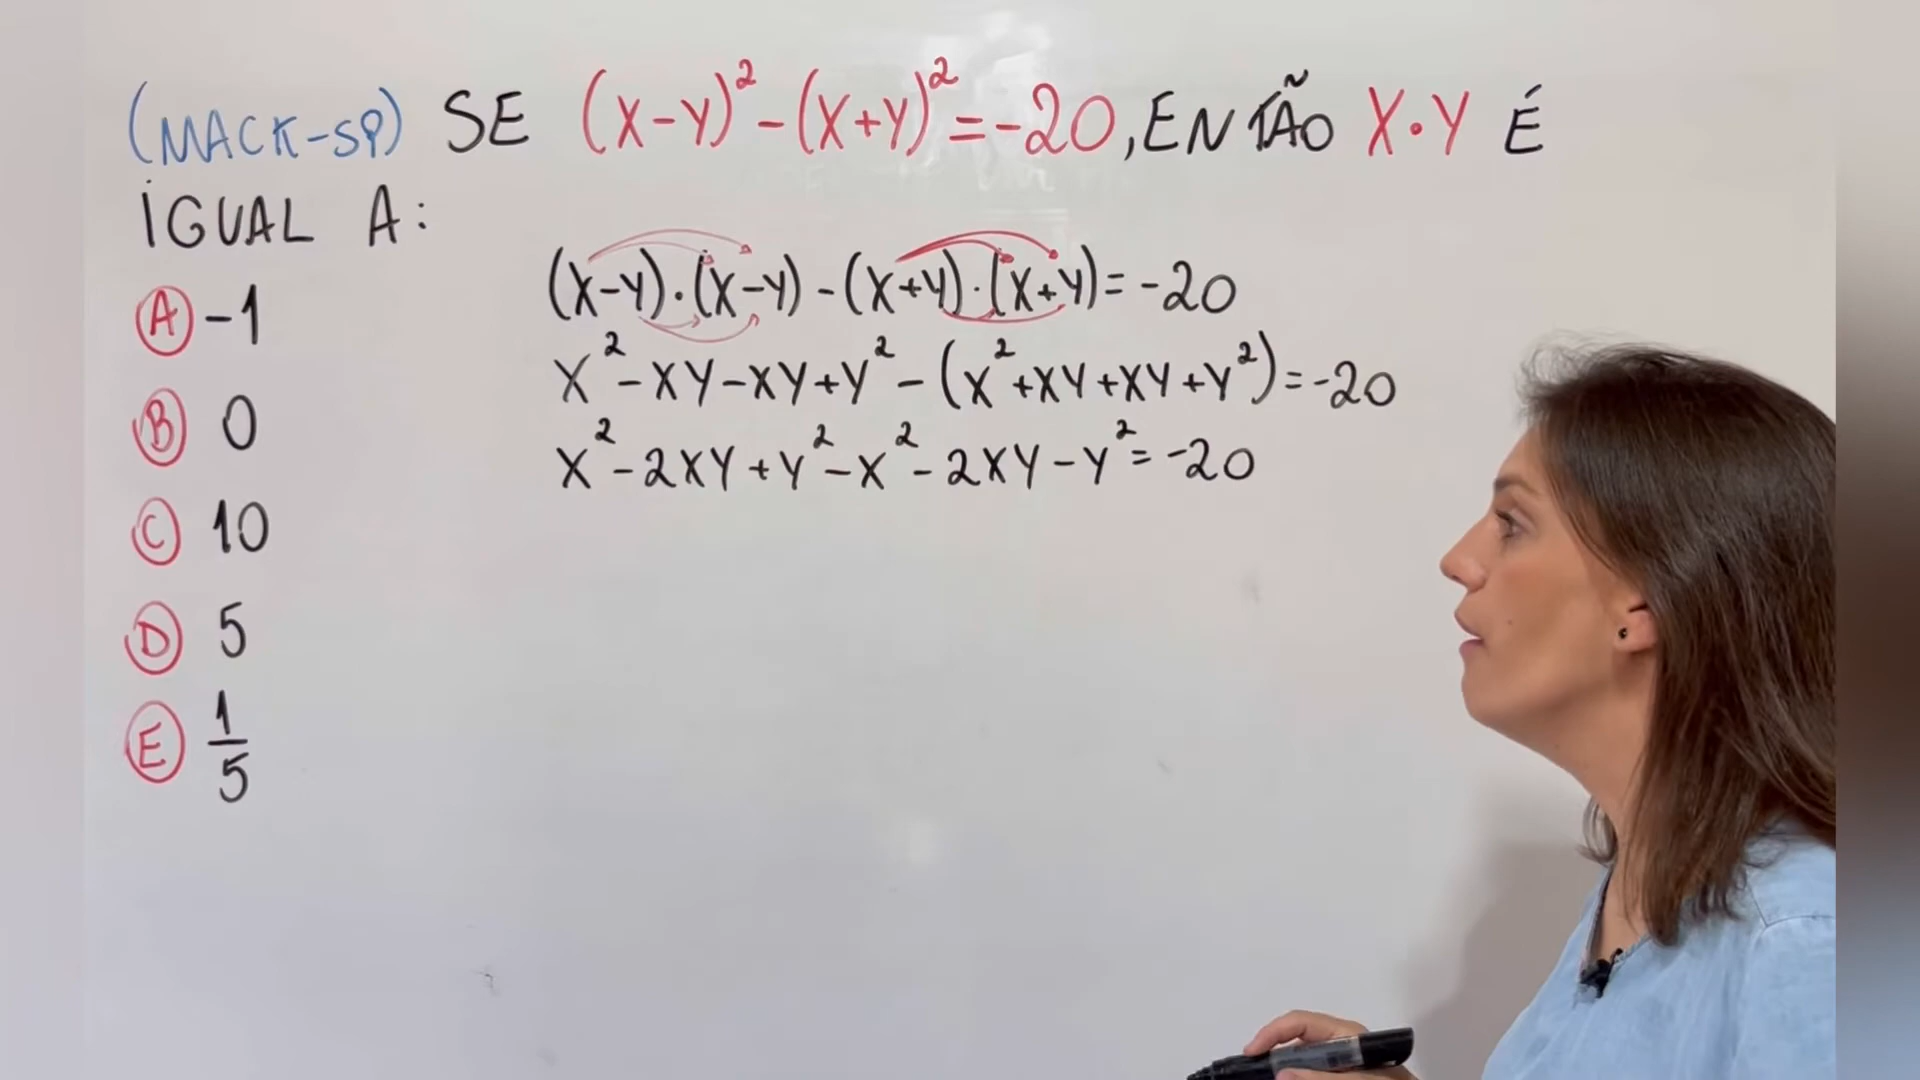 (MACK-SP) SE (X-Y)² - (X+Y)² = -20, ENTÃO X·Y É
IGUAL A:
(X-Y)·(X-Y) - (X+Y)·(X+Y) = -20
A -1
X² - XY - XY + Y² - (X² + XY + XY + Y²) = -20
B 0
X² - 2XY + Y² - X² - 2XY - Y² = -20
C 10
D 5
E 1/5